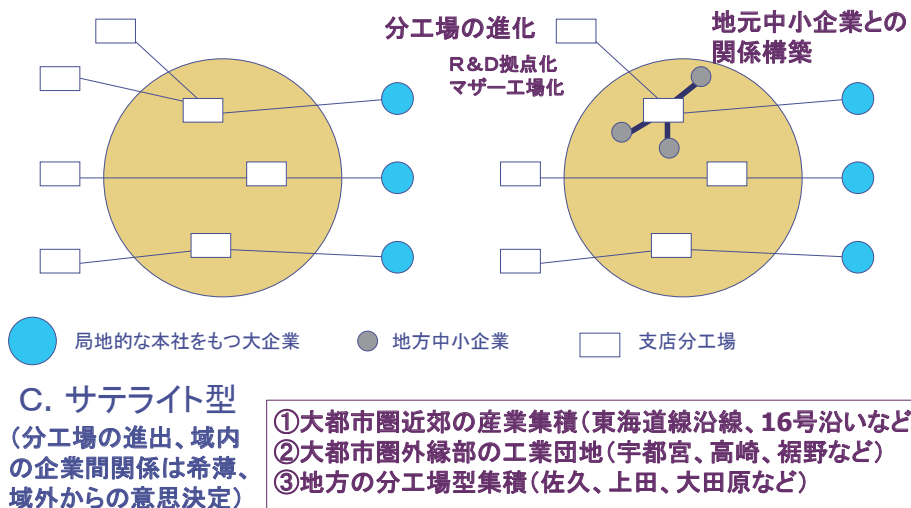 分工場の進化
R&D拠点化
マザー工場化
地元中小企業との
関係構築
局地的な本社をもつ大企業
地方中小企業
支店分工場
C. サテライト型
(分工場の進出、域内
の企業間関係は希薄、
域外からの意思決定)
①大都市圏近郊の産業集積(東海道線沿線、16号沿いなど
②大都市圏外縁部の工業団地(宇都宮、高崎、裾野など)
③地方の分工場型集積(佐久、上田、大田原など)